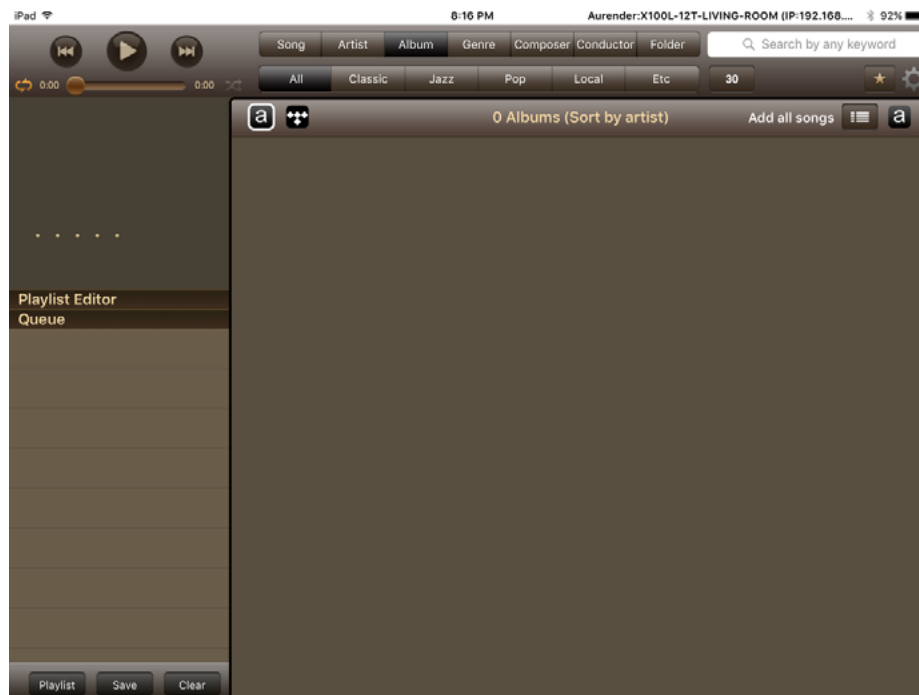 iPad 8:16 PM Aurender:X100L-12T-LIVING-ROOM (IP:192.168.... 92%
Song Artist Album Genre Composer Conductor Folder Search by any keyword
0:00 0:00 All Classic Jazz Pop Local Etc 30
a 0 Albums (Sort by artist) Add all songs a
Playlist Editor
Queue
Playlist Save Clear